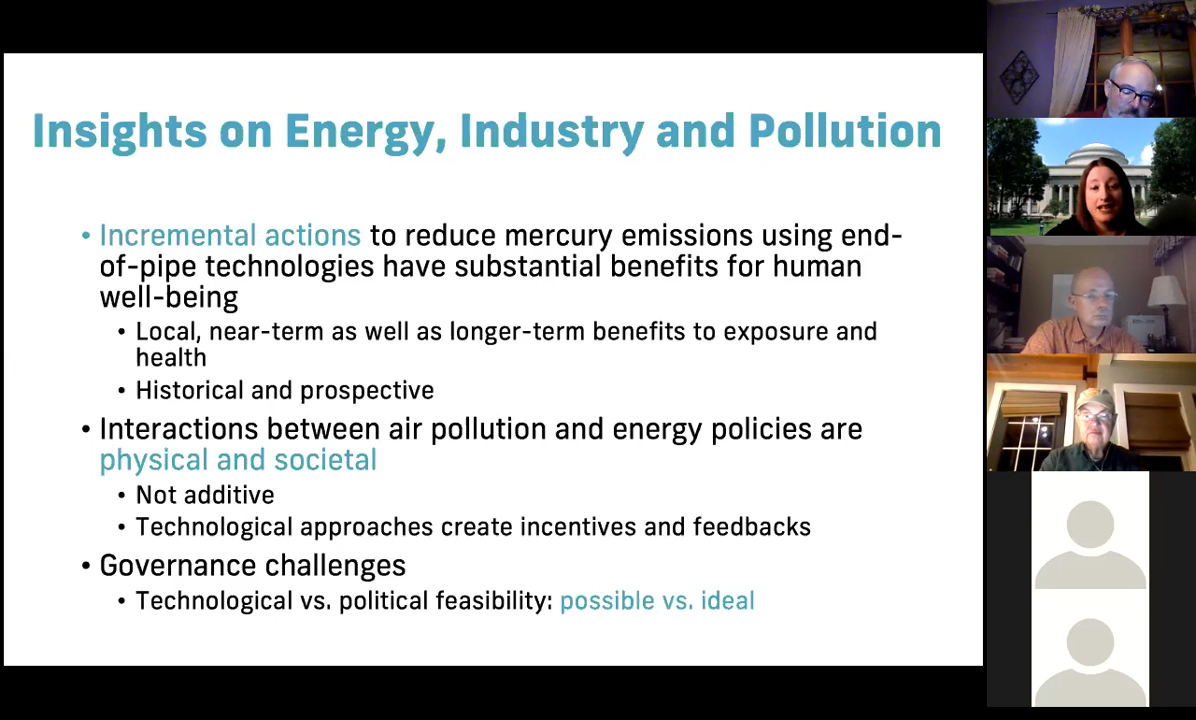 Insights on Energy, Industry and Pollution
• Incremental actions to reduce mercury emissions using end-
of-pipe technologies have substantial benefits for human
well-being
• Local, near-term as well as longer-term benefits to exposure and
health
• Historical and prospective
• Interactions between air pollution and energy policies are
physical and societal
• Not additive
• Technological approaches create incentives and feedbacks
• Governance challenges
• Technological vs. political feasibility: possible vs. ideal